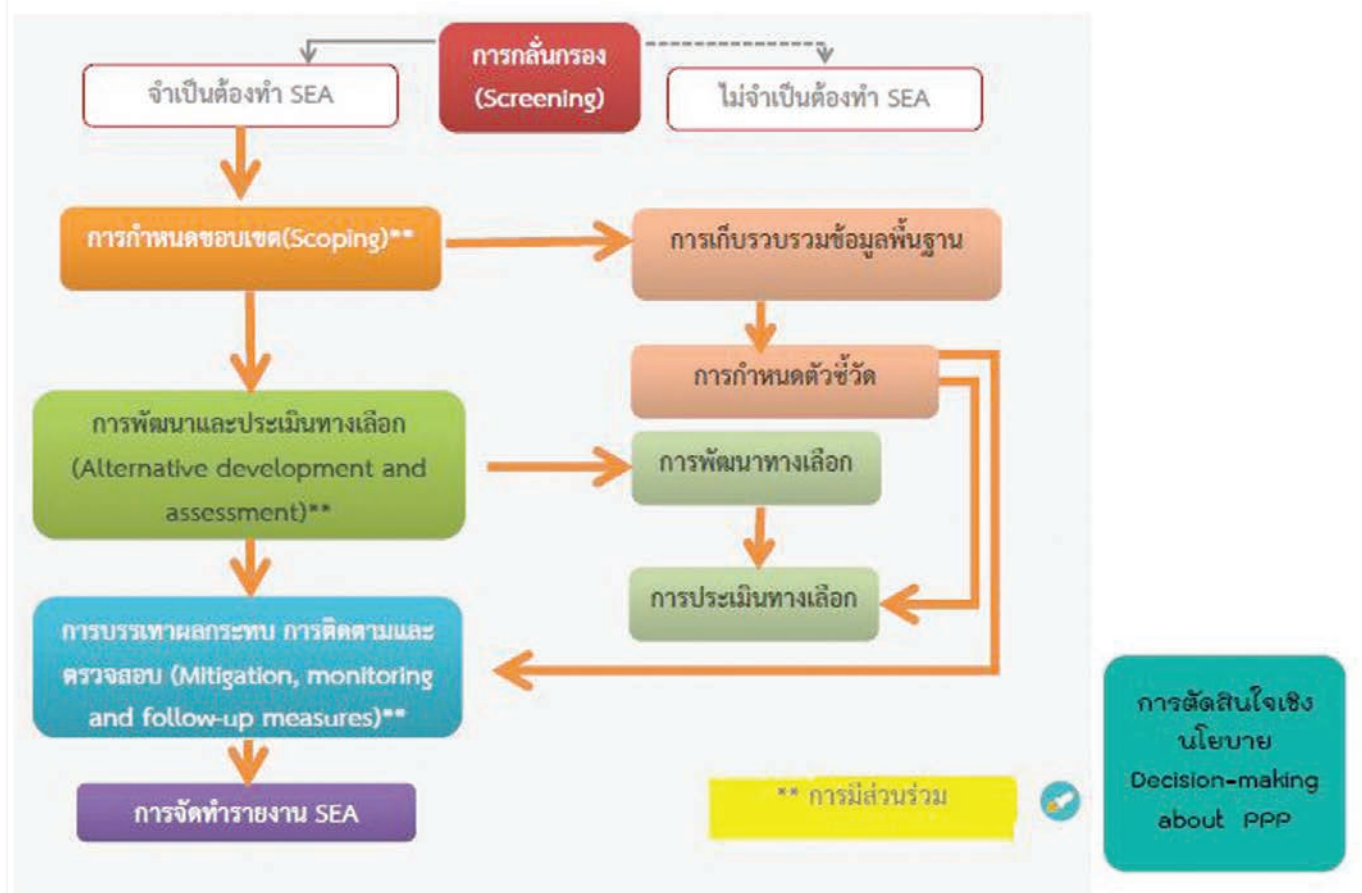 การกลั่นกรอง
(Screening)
จำเป็นต้องทำ SEA
ไม่จำเป็นต้องทำ SEA
การกำหนดขอบเขต(Scoping)**
การเก็บรวบรวมข้อมูลพื้นฐาน
การกำหนดตัวชี้วัด
การพัฒนาและประเมินทางเลือก
(Alternative development and
assessment)**
การพัฒนาทางเลือก
การประเมินทางเลือก
การบรรเทาผลกระทบ การติดตามและ
ตรวจสอบ (Mitigation, monitoring
and follow-up measures)**
การจัดทำรายงาน SEA
** การมีส่วนร่วม
การตัดสินใจเชิง
นโยบาย
Decision-making
about PPP